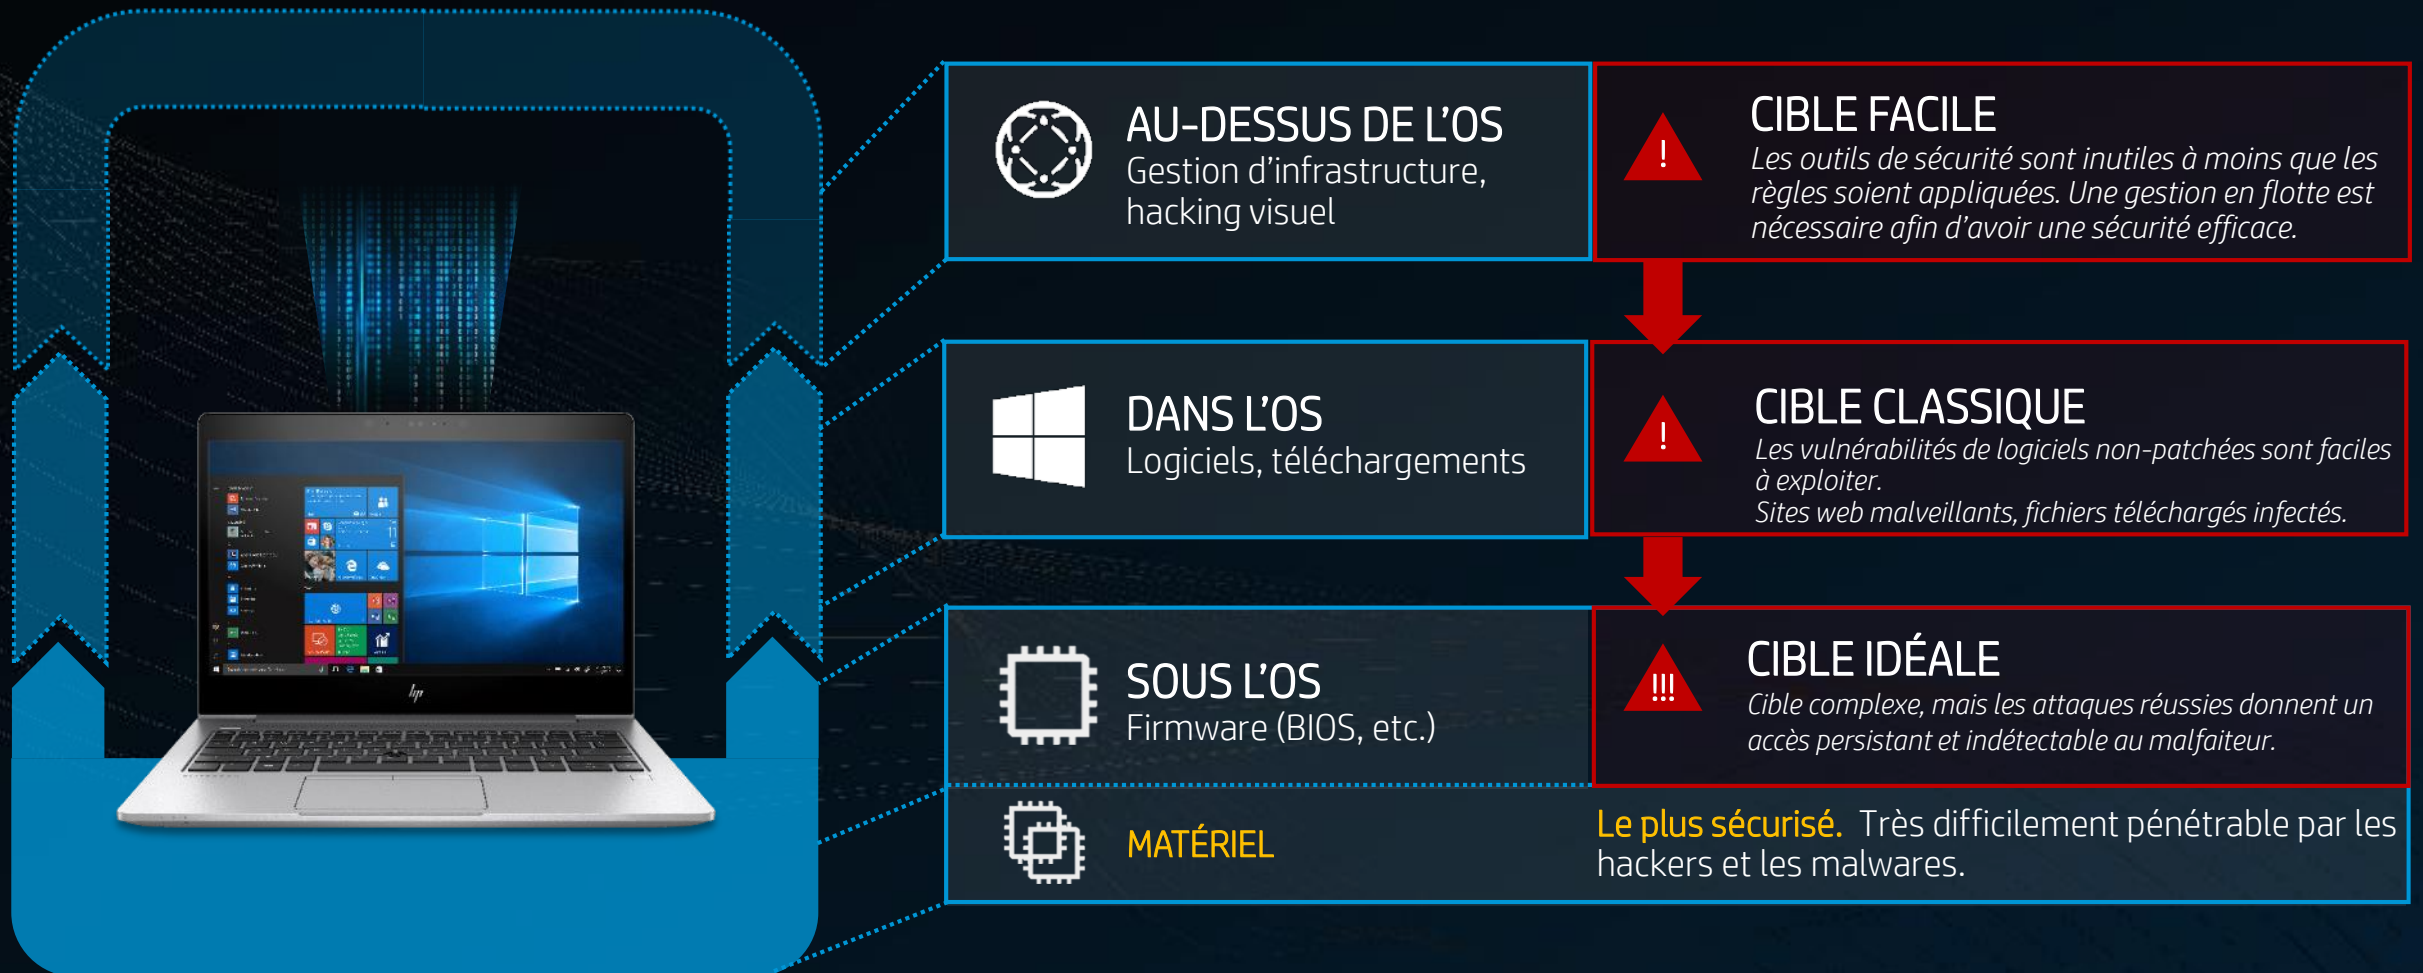 AU-DESSUS DE L'OS
Gestion d'infrastructure,
hacking visuel
!
CIBLE FACILE
Les outils de sécurité sont inutiles à moins que les
règles soient appliquées. Une gestion en flotte est
nécessaire afin d'avoir une sécurité efficace.
DANS L'OS
Logiciels, téléchargements
!
CIBLE CLASSIQUE
Les vulnérabilités de logiciels non-patchées sont faciles
à exploiter.
Sites web malveillants, fichiers téléchargés infectés.
SOUS L'OS
Firmware (BIOS, etc.)
!!!
CIBLE IDÉALE
Cible complexe, mais les attaques réussies donnent un
accès persistant et indétectable au malfaiteur.
MATÉRIEL
Le plus sécurisé. Très difficilement pénétrable par les
hackers et les malwares.
hp